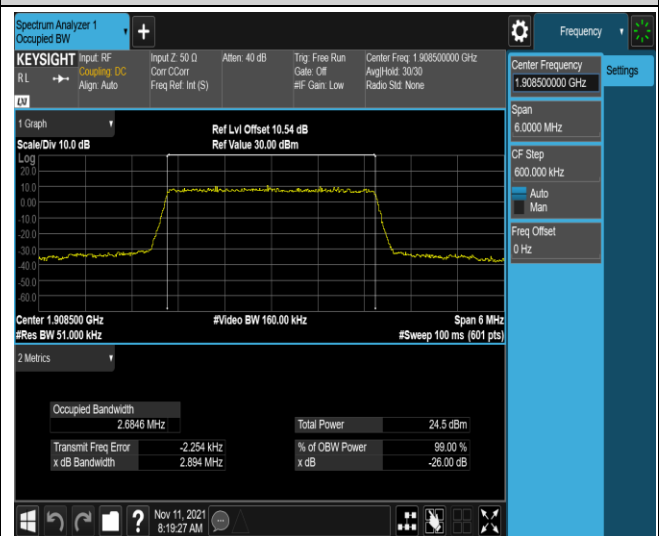 Spectrum Analyzer 1
Occupied BW
+
Frequency
KEYSIGHT
RL
LXI
Input: RF
Coupling: DC
Align: Auto
Input Z: 50 Ω
Corr CCorr
Freq Ref: Int (S)
Atten: 40 dB
Trig: Free Run
Gate: Off
#IF Gain: Low
Center Freq: 1.908500000 GHz
Avg|Hold: 30/30
Radio Std: None
Center Frequency
1.908500000 GHz
Settings
Span
6.0000 MHz
CF Step
600.000 kHz
Auto
Man
Freq Offset
0 Hz
1 Graph
Scale/Div 10.0 dB
Ref Lvl Offset 10.54 dB
Ref Value 30.00 dBm
Log
20.0
10.0
0.00
-10.0
-20.0
-30.0
-40.0
-50.0
-60.0
Center 1.908500 GHz
#Video BW 160.00 kHz
Span 6 MHz
#Res BW 51.000 kHz
#Sweep 100 ms (601 pts)
2 Metrics
Occupied Bandwidth
2.6846 MHz
Total Power 24.5 dBm
Transmit Freq Error -2.254 kHz
% of OBW Power 99.00 %
x dB Bandwidth 2.894 MHz
x dB -26.00 dB
?
Nov 11, 2021
8:19:27 AM